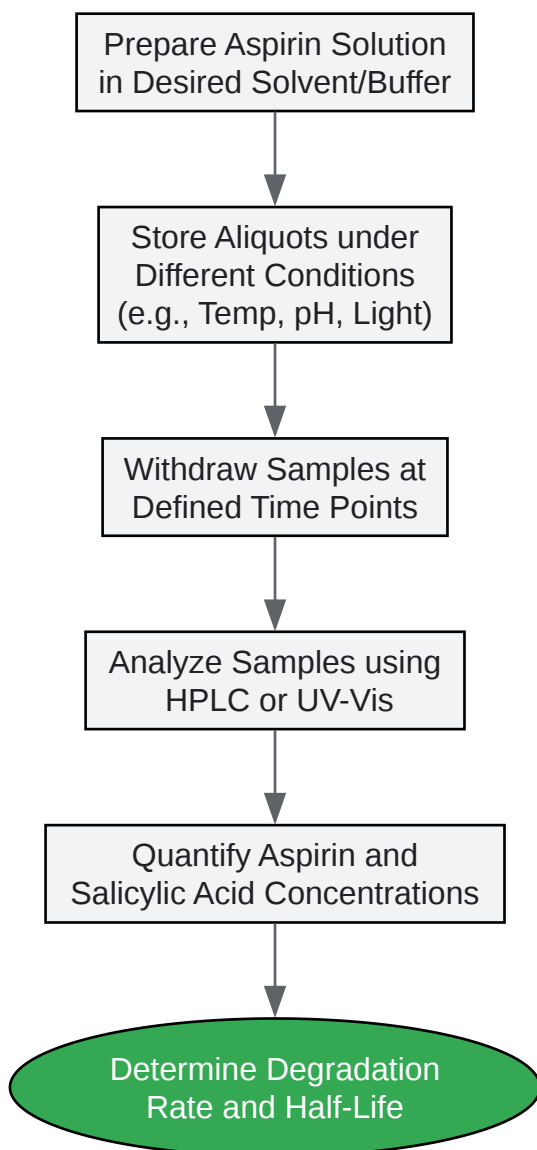 Prepare Aspirin Solution
in Desired Solvent/Buffer
Store Aliquots under
Different Conditions
(e.g., Temp, pH, Light)
Withdraw Samples at
Defined Time Points
Analyze Samples using
HPLC or UV-Vis
Quantify Aspirin and
Salicylic Acid Concentrations
Determine Degradation
Rate and Half-Life